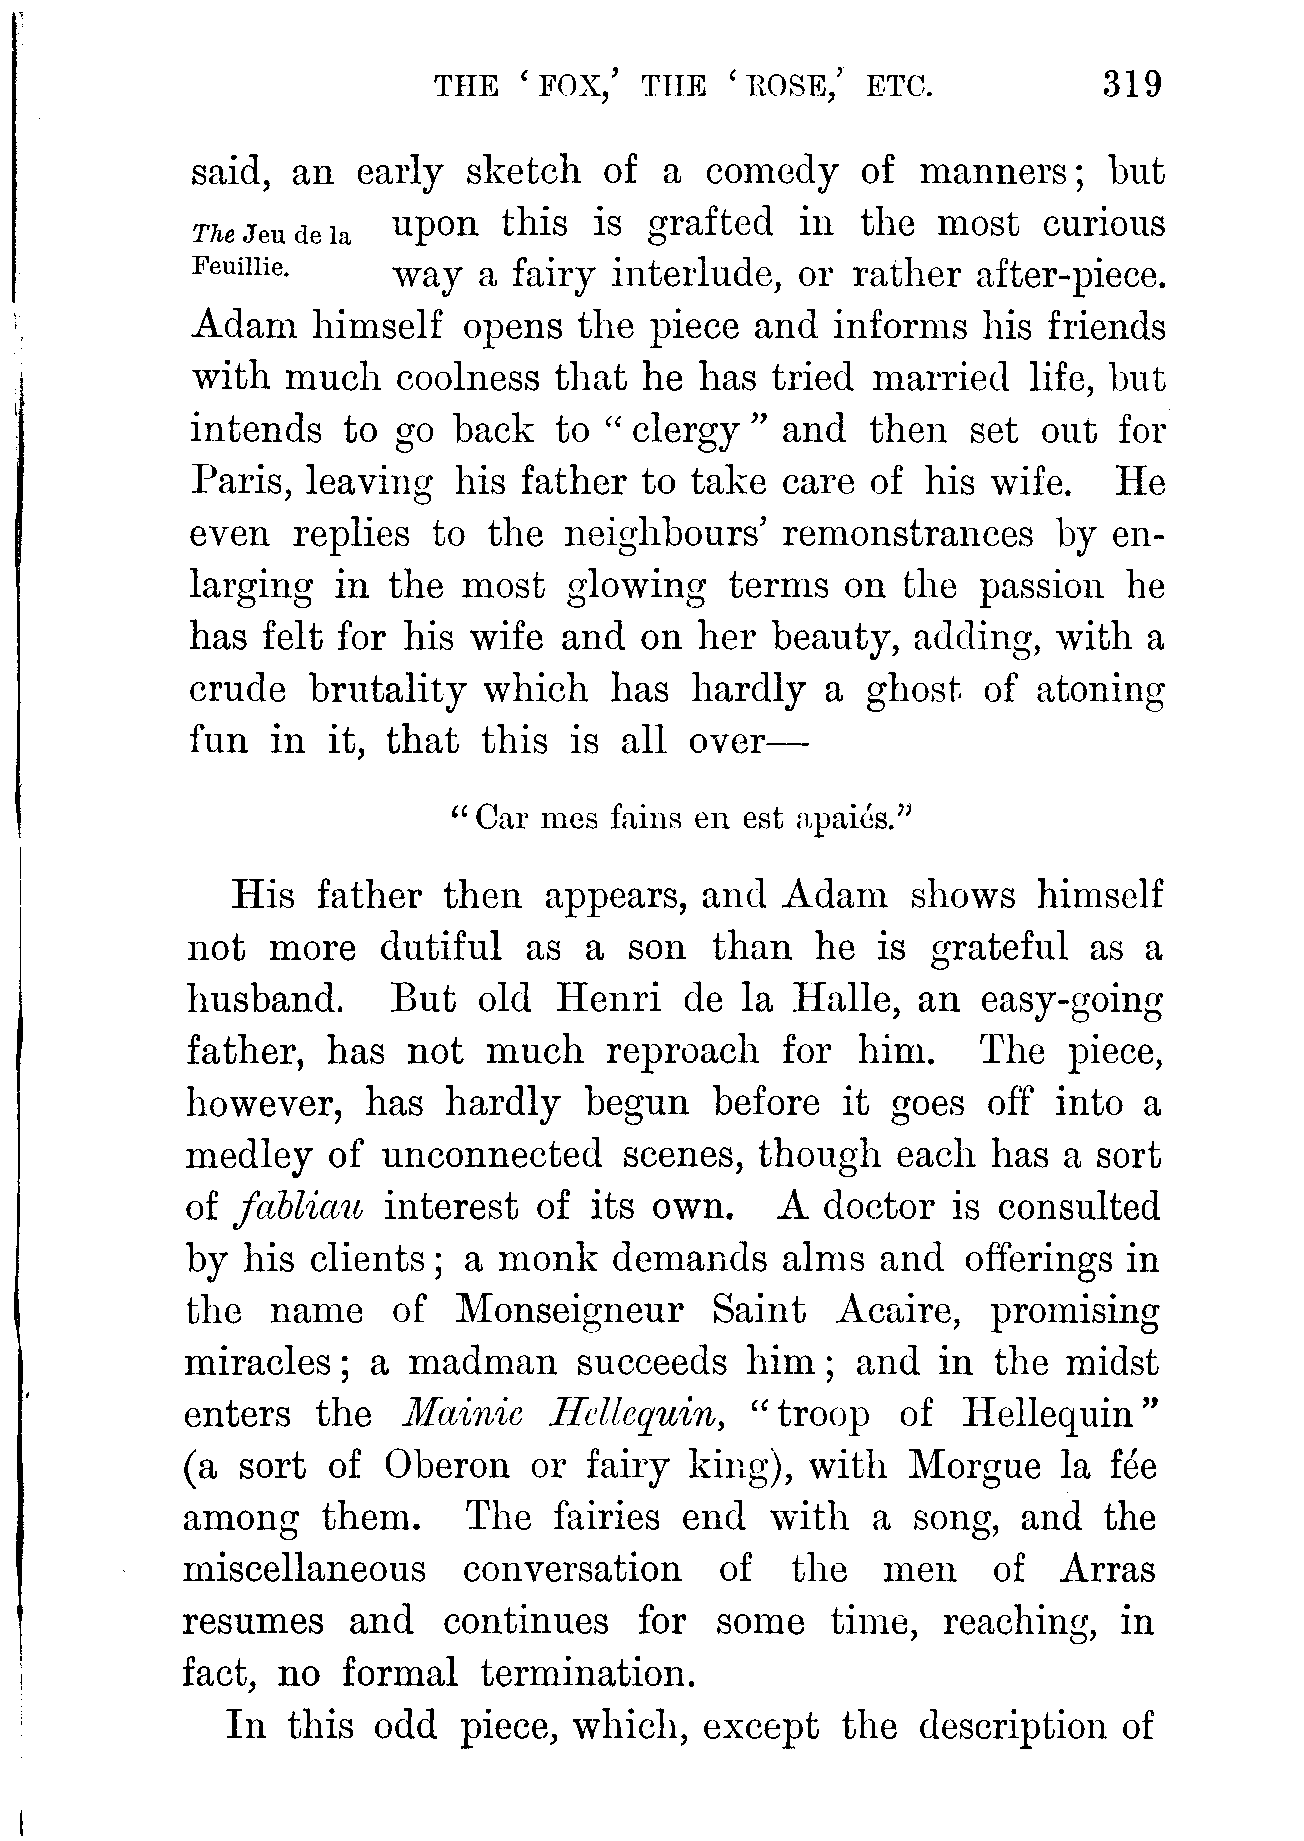 THE ‘FOX,’ THE ‘ROSE,’ ETC. 319
said, an early sketch of a comedy of manners; but
The Jeu de la
Feuillie.
upon this is grafted in the most curious
way a fairy interlude, or rather after-piece.
Adam himself opens the piece and informs his friends
with much coolness that he has tried married life, but
intends to go back to “clergy” and then set out for
Paris, leaving his father to take care of his wife. He
even replies to the neighbours’ remonstrances by en-
larging in the most glowing terms on the passion he
has felt for his wife and on her beauty, adding, with a
crude brutality which has hardly a ghost of atoning
fun in it, that this is all over—
“Car mes fains en est apaiés.”
His father then appears, and Adam shows himself
not more dutiful as a son than he is grateful as a
husband. But old Henri de la Halle, an easy-going
father, has not much reproach for him. The piece,
however, has hardly begun before it goes off into a
medley of unconnected scenes, though each has a sort
of fabliau interest of its own. A doctor is consulted
by his clients; a monk demands alms and offerings in
the name of Monseigneur Saint Acaire, promising
miracles; a madman succeeds him; and in the midst
enters the Mainie Hellequin, “troop of Hellequin”
(a sort of Oberon or fairy king), with Morgue la fée
among them. The fairies end with a song, and the
miscellaneous conversation of the men of Arras
resumes and continues for some time, reaching, in
fact, no formal termination.
In this odd piece, which, except the description of